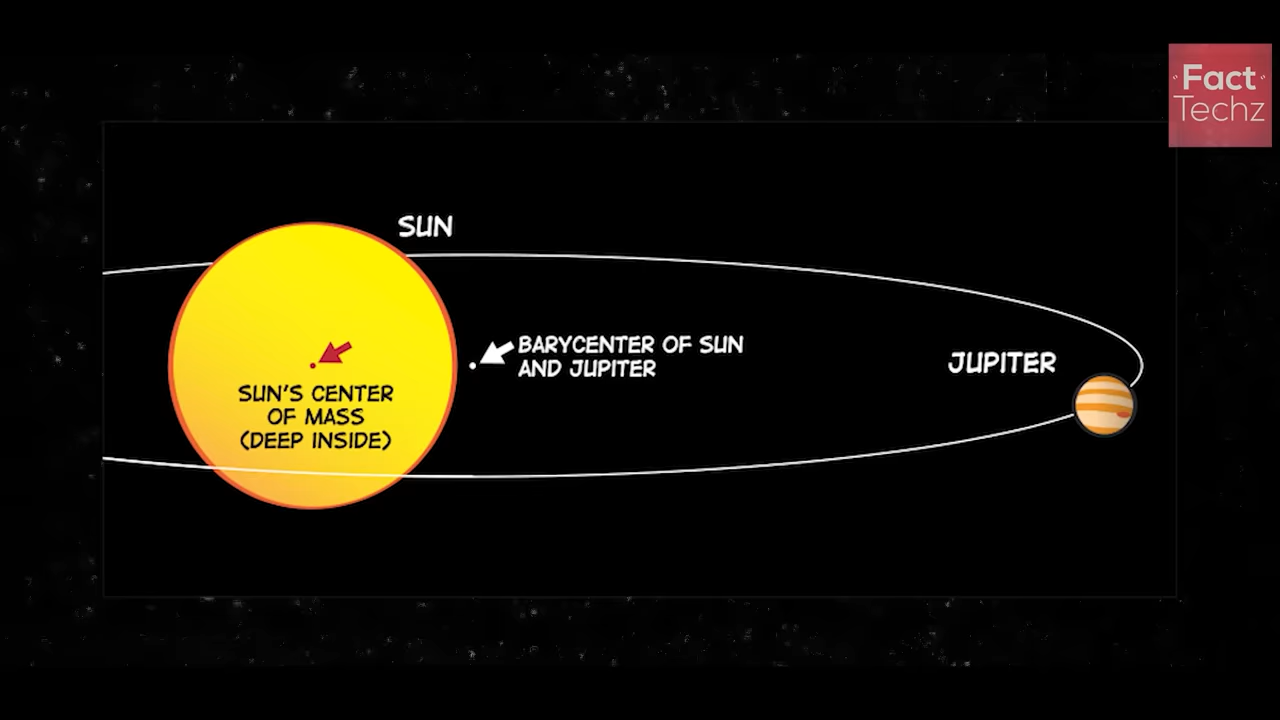 Fact
Techz
SUN
BARYCENTER OF SUN
AND JUPITER
JUPITER
SUN'S CENTER
OF MASS
(DEEP INSIDE)